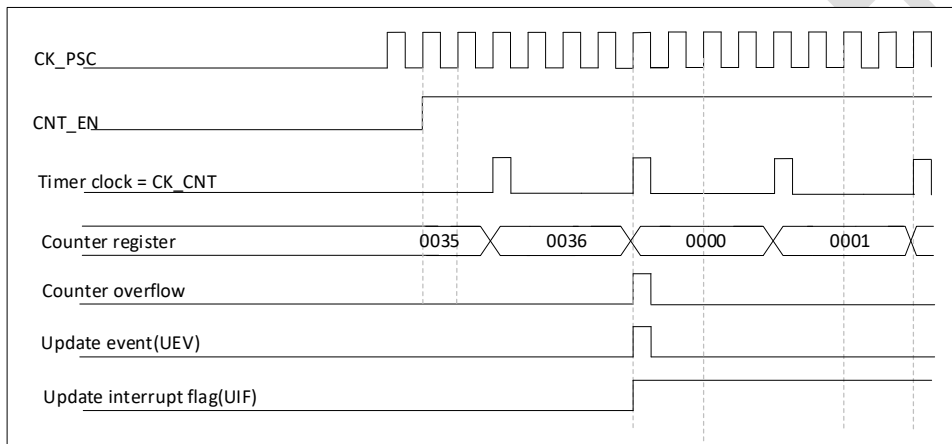 CK_PSC
CNT_EN
Timer clock = CK_CNT
Counter register 0035 0036 0000 0001
Counter overflow
Update event(UEV)
Update interrupt flag(UIF)